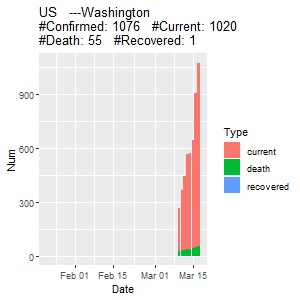 US   ---Washington
#Confirmed: 1076   #Current: 1020
#Death: 55   #Recovered: 1
Num
900
600
300
0
Feb 01
Feb 15
Mar 01
Mar 15
Date
Type
current
death
recovered